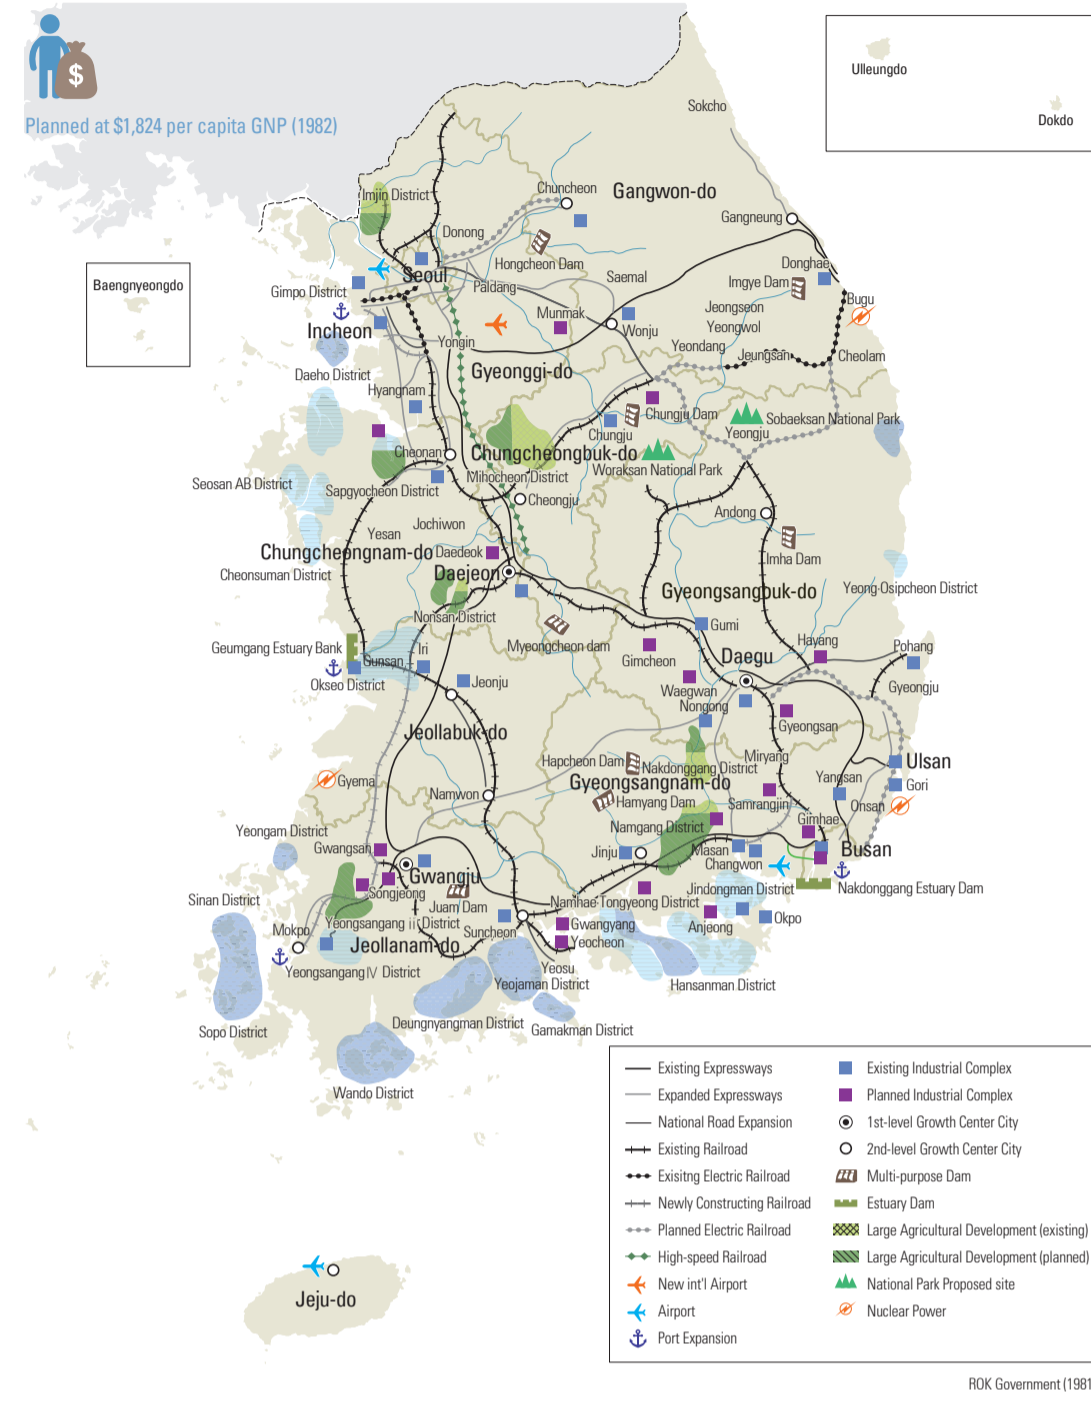 $
Planned at $1,824 per capita GNP (1982)
Ulleungdo
Dokdo
Sokcho
Imjin District
Chuncheon
Gangwon-do
Gangneung
Donong
Hongcheon Dam
Donghae
Seoul
Saemal
Imgye Dam
Baengnyeongdo
Gimpo District
Paldang
Jeongseon
Bugu
Munmak
Incheon
Wonju
Yeongwol
Yongin
Yeondang
Jeungsan
Cheolam
Daeho District
Gyeonggi-do
Hyangnam
Chungju Dam
Sobaeksan National Park
Chungju
Yeongju
Cheonan
Chungcheongbuk-do
Woraksan National Park
Seosan AB District
Sapgyocheon District
Mihocheon District
Cheongju
Andong
Jochiwon
Yesan
Chungcheongnam-do
Daedeok
Imha Dam
Cheonsuman District
Daejeon
Gyeongsangbuk-do
Yeong·Osipcheon District
Nonsan District
Gumi
Myeongcheon dam
Geumgang Estuary Bank
Iri
Gunsan
Gimcheon
Hayang
Pohang
Daegu
Okseo District
Jeonju
Waegwan
Gyeongju
Nongong
Gyeongsan
Jeollabuk-do
Hapcheon Dam
Nakdonggang District
Miryang
Ulsan
Gyema
Gyeongsangnam-do
Yangsan
Gori
Namwon
Hamyang Dam
Samrangjin
Onsan
Yeongam District
Namgang District
Gimhae
Gwangsan
Jinju
Masan
Busan
Changwon
Gwangju
Songjeong
Jindongman District
Nakdonggang Estuary Dam
Sinan District
Juam Dam
Namhae·Tongyeong District
Yeongsangang ii District
Okpo
Mokpo
Suncheon
Gwangyang
Anjeong
Jeollanam-do
Yeocheon
Yeongsangang Ⅳ District
Yeosu
Yeojaman District
Hansanman District
Sopo District
Deungnyangman District
Gamakman District
Wando District
Jeju-do
Existing Expressways
Expanded Expressways
National Road Expansion
Existing Railroad
Exisitng Electric Railroad
Newly Constructing Railroad
Planned Electric Railroad
High-speed Railroad
New int'l Airport
Airport
Port Expansion
Existing Industrial Complex
Planned Industrial Complex
1st-level Growth Center City
2nd-level Growth Center City
Multi-purpose Dam
Estuary Dam
Large Agricultural Development (existing)
Large Agricultural Development (planned)
National Park Proposed site
Nuclear Power
ROK Government (1981